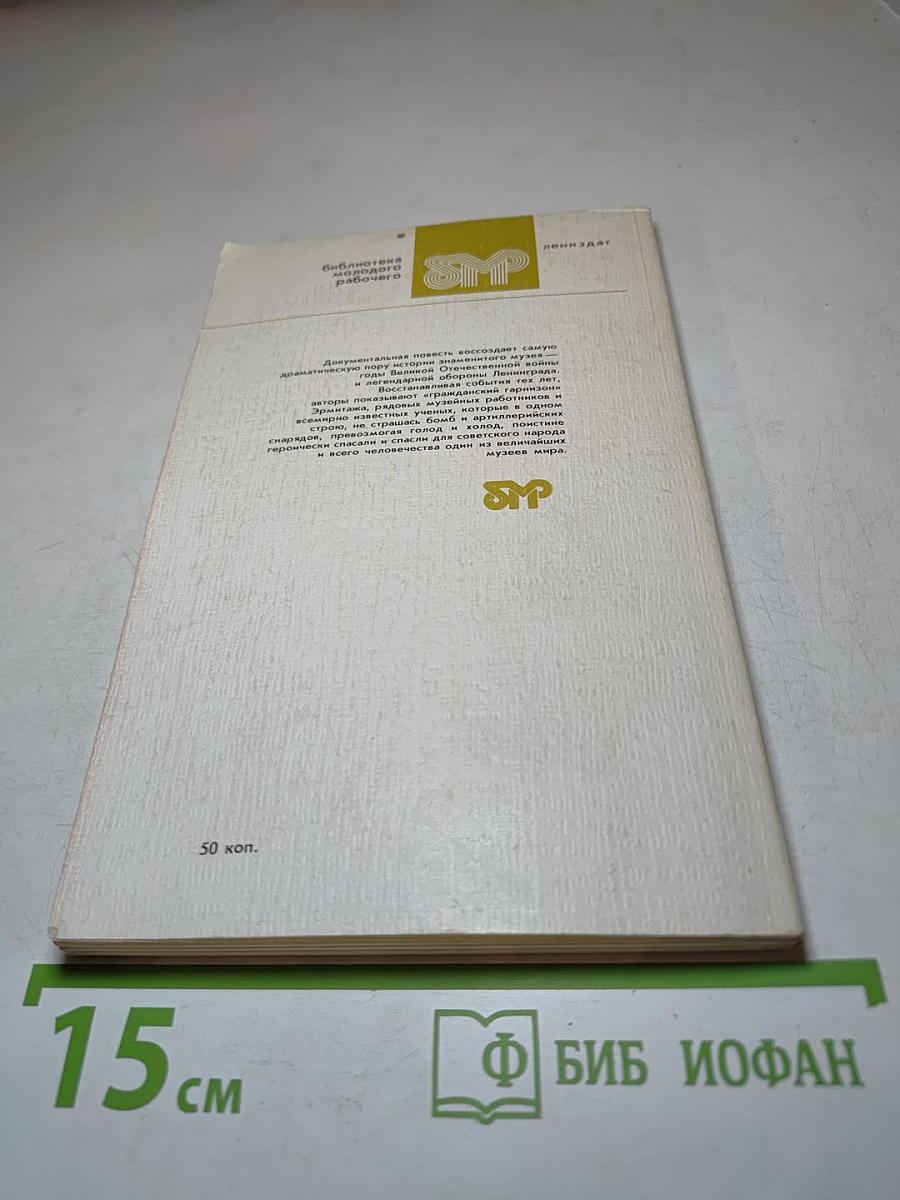 библиотека
молодого
рабочего
БМР
лениздат
Документальная повесть воссоздает самую
драматическую пору истории знаменитого музея —
годы Великой Отечественной войны
и легендарной обороны Ленинграда.
Восстанавливая события тех лет,
авторы показывают «гражданский гарнизон»
Эрмитажа, рядовых музейных работников и
всемирно известных ученых, которые в одном
строю, не страшась бомб и артиллерийских
снарядов, превозмогая голод и холод, поистине
героически спасали и спасли для советского народа
и всего человечества один из величайших
музеев мира.
БМР
50 коп.
15 см
Ф БИБ ИОФАН